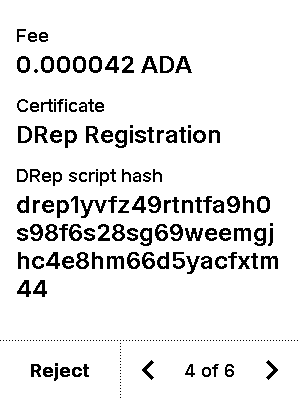 Fee
0.000042 ADA
Certificate
DRep Registration
DRep script hash
drep1yvfz49rtntfa9h0
s98f6s28sg69weemgj
hc4e8hm66d5yacfxtm
44
Reject
4 of 6